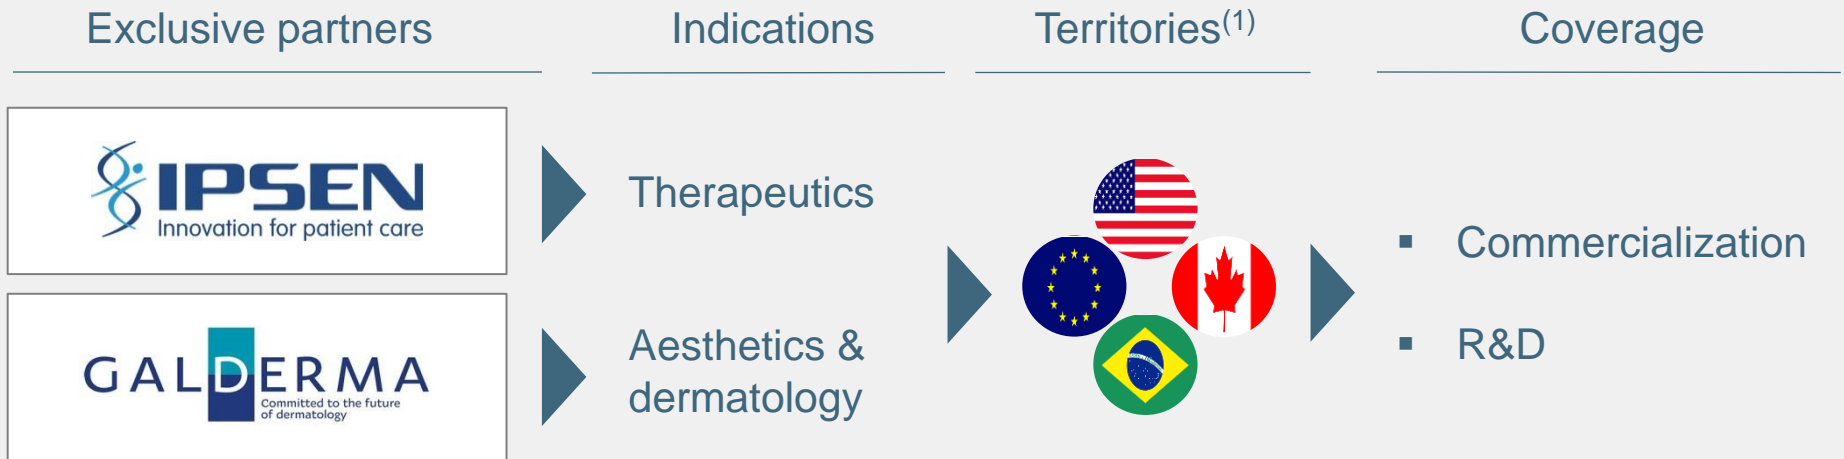 Exclusive partners
Indications
Territories(1)
Coverage
IPSEN
Innovation for patient care
Therapeutics
GALDERMA
Committed to the future
of dermatology
Aesthetics &
dermatology
▪ Commercialization
▪ R&D